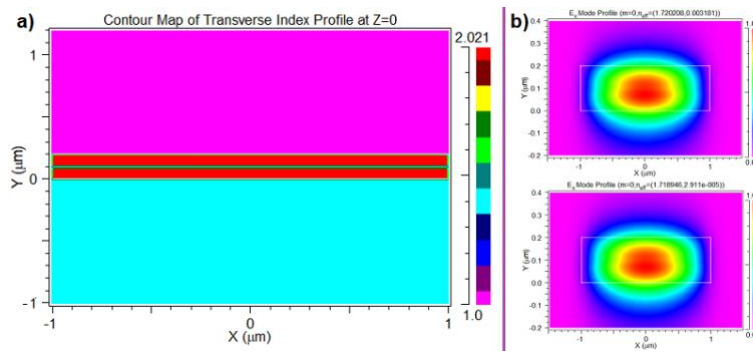 a)
Contour Map of Transverse Index Profile at Z=0
2.021
1
Y (μm)
0
-1
1.0
-1
0
1
X (μm)
b)
Ex Mode Profile (m=0,neff=(1.720208,0.003181))
0.4
0.3
0.2
0.1
0.0
-0.1
-0.2
Y (μm)
-1
0
1
X (μm)
Ex Mode Profile (m=0,neff=(1.718946,2.911e-005))
0.4
0.3
0.2
0.1
0.0
-0.1
-0.2
Y (μm)
-1
0
1
X (μm)